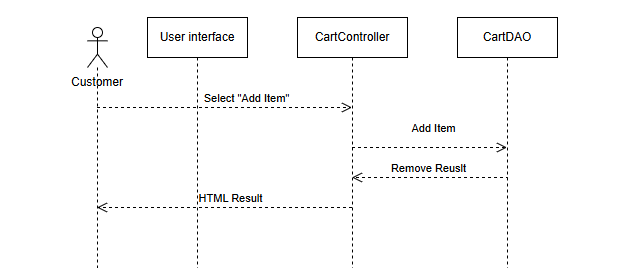 User interface
CartController
CartDAO
Customer
Select "Add Item"
Add Item
Remove Reuslt
HTML Result